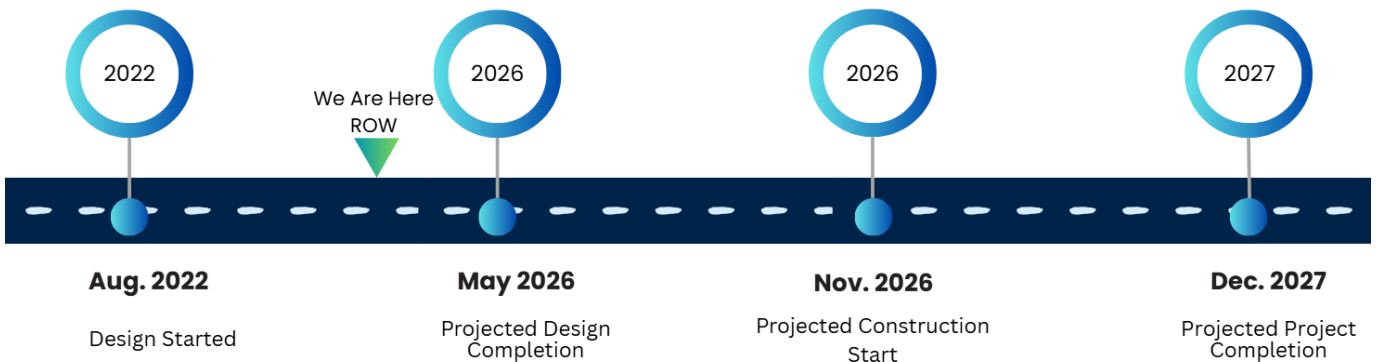 2022
2026
2026
2027
We Are Here
ROW
Aug. 2022
May 2026
Nov. 2026
Dec. 2027
Design Started
Projected Design
Completion
Projected Construction
Start
Projected Project
Completion